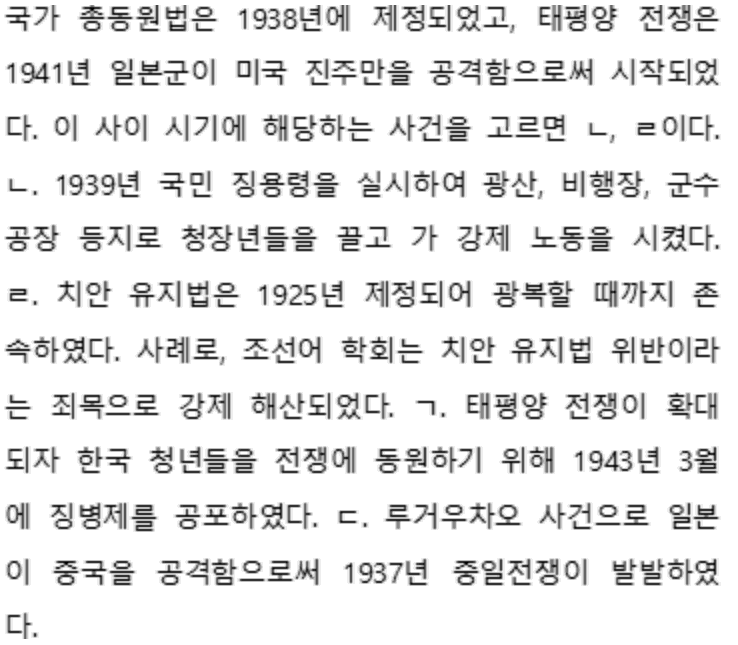 국가 총동원법은 1938년에 제정되었고, 태평양 전쟁은
1941년 일본군이 미국 진주만을 공격함으로써 시작되었
다. 이 사이 시기에 해당하는 사건을 고르면 ㄴ, ㄹ이다.
ㄴ. 1939년 국민 징용령을 실시하여 광산, 비행장, 군수
공장 등지로 청장년들을 끌고 가 강제 노동을 시켰다.
ㄹ. 치안 유지법은 1925년 제정되어 광복할 때까지 존
속하였다. 사례로, 조선어 학회는 치안 유지법 위반이라
는 죄목으로 강제 해산되었다. ㄱ. 태평양 전쟁이 확대
되자 한국 청년들을 전쟁에 동원하기 위해 1943년 3월
에 징병제를 공포하였다. ㄷ. 루거우차오 사건으로 일본
이 중국을 공격함으로써 1937년 중일전쟁이 발발하였
다.